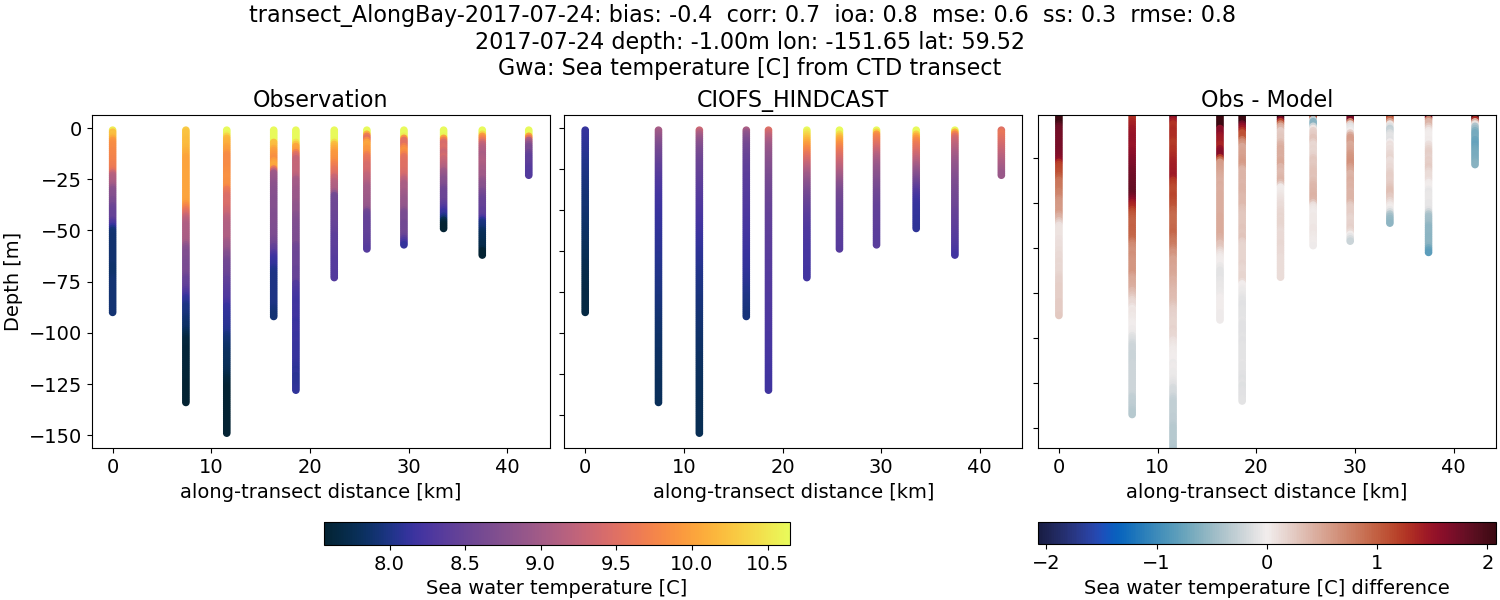 transect_AlongBay-2017-07-24: bias: -0.4  corr: 0.7  ioa: 0.8  mse: 0.6  ss: 0.3  rmse: 0.8
2017-07-24 depth: -1.00m lon: -151.65 lat: 59.52
Gwa: Sea temperature [C] from CTD transect
Observation
CIOFS_HINDCAST
Obs - Model
Depth [m]
0
−25
−50
−75
−100
−125
−150
0 10 20 30 40
0 10 20 30 40
0 10 20 30 40
along-transect distance [km]
along-transect distance [km]
along-transect distance [km]
8.0 8.5 9.0 9.5 10.0 10.5
Sea water temperature [C]
−2 −1 0 1 2
Sea water temperature [C] difference